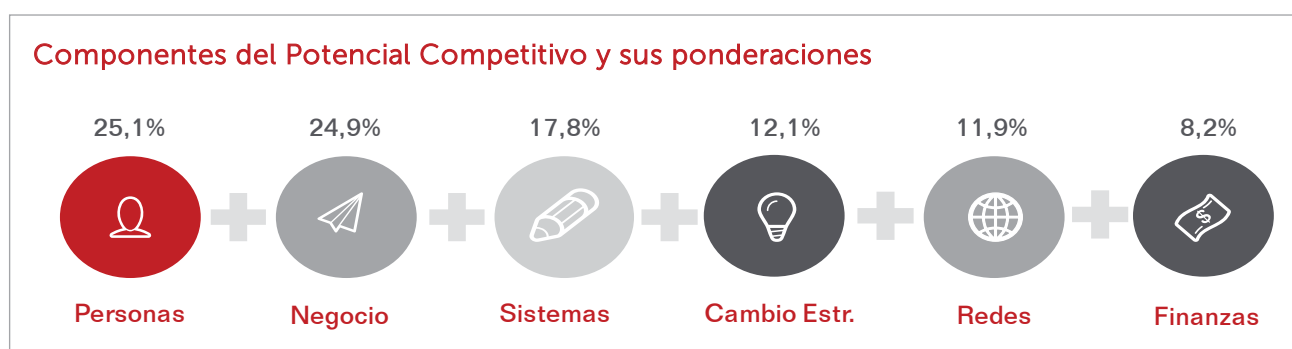 Componentes del Potencial Competitivo y sus ponderaciones
25,1% 24,9% 17,8% 12,1% 11,9% 8,2%
$
Personas Negocio Sistemas Cambio Estr. Redes Finanzas